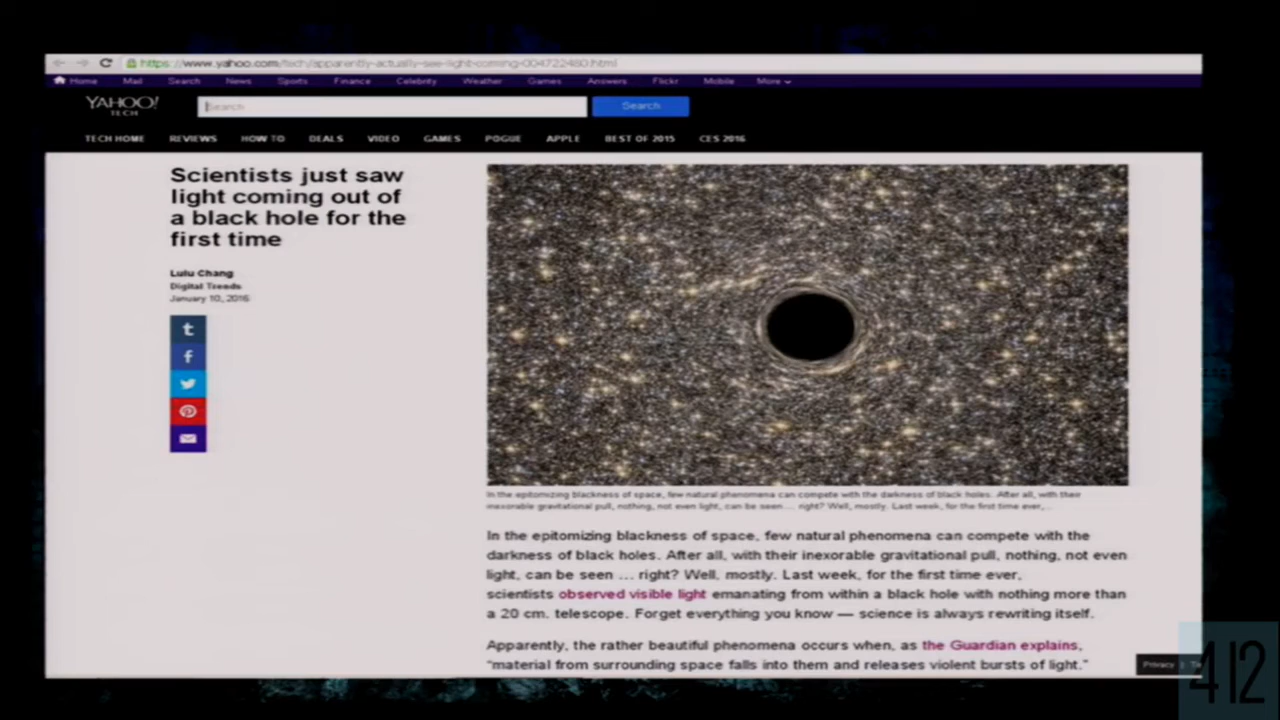 https://www.yahoo.com/tech/apparently-actually-see-light-coming-004722480.html
Home Mail Search News Sports Finance Celebrity Weather Games Answers Flickr Mobile More
YAHOO!
TECH
Search
Search
TECH HOME REVIEWS HOW TO DEALS VIDEO GAMES POGUE APPLE BEST OF 2015 CES 2016
Scientists just saw
light coming out of
a black hole for the
first time
Lulu Chang
Digital Trends
January 10, 2016
In the epitomizing blackness of space, few natural phenomena can compete with the darkness of black holes. After all, with their
inexorable gravitational pull, nothing, not even light, can be seen ... right? Well, mostly. Last week, for the first time ever,...
In the epitomizing blackness of space, few natural phenomena can compete with the
darkness of black holes. After all, with their inexorable gravitational pull, nothing, not even
light, can be seen ... right? Well, mostly. Last week, for the first time ever,
scientists observed visible light emanating from within a black hole with nothing more than
a 20 cm. telescope. Forget everything you know — science is always rewriting itself.
Apparently, the rather beautiful phenomena occurs when, as the Guardian explains,
"material from surrounding space falls into them and releases violent bursts of light."
Privacy | Te
412